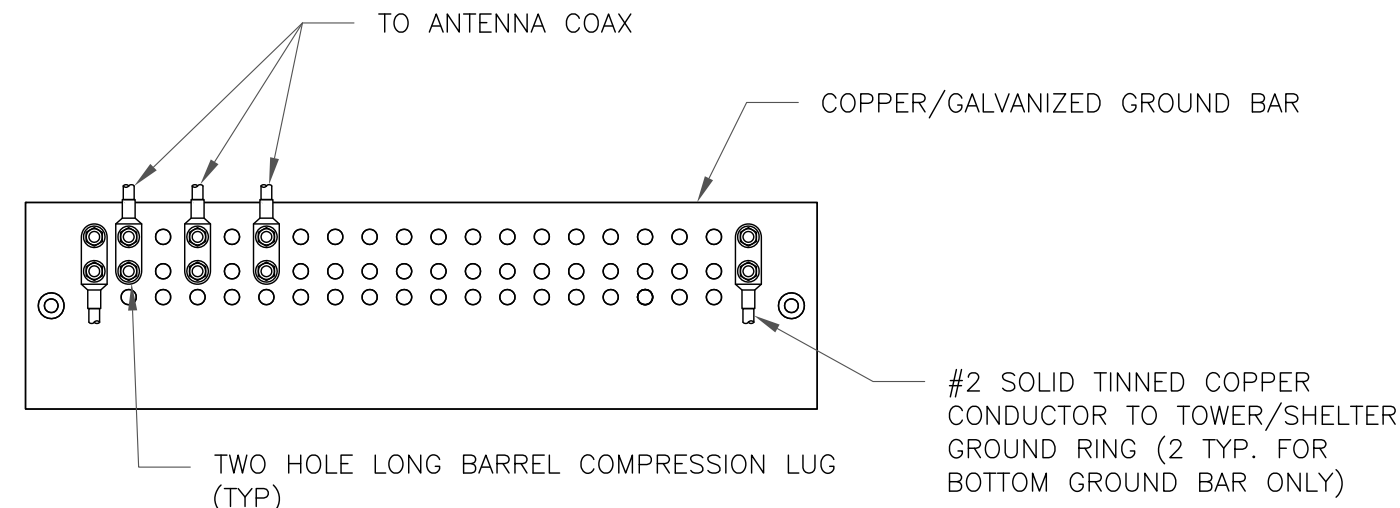 TO ANTENNA COAX
COPPER/GALVANIZED GROUND BAR
#2 SOLID TINNED COPPER
CONDUCTOR TO TOWER/SHELTER
GROUND RING (2 TYP. FOR
BOTTOM GROUND BAR ONLY)
TWO HOLE LONG BARREL COMPRESSION LUG
(TYP)